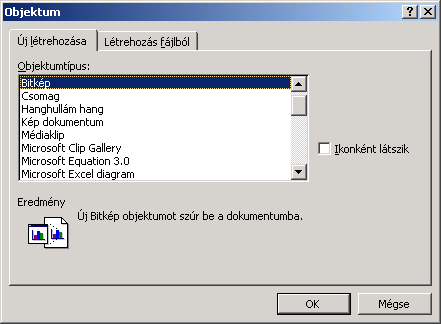 Objektum
Új létrehozása
Létrehozás fájlból
Objektumtípus:
Bitkép
Csomag
Hanghullám hang
Kép dokumentum
Médiaklip
Microsoft Clip Gallery
Microsoft Equation 3.0
Microsoft Excel diagram
Ikonként látszik
Eredmény
Új Bitkép objektumot szúr be a dokumentumba.
OK
Mégse